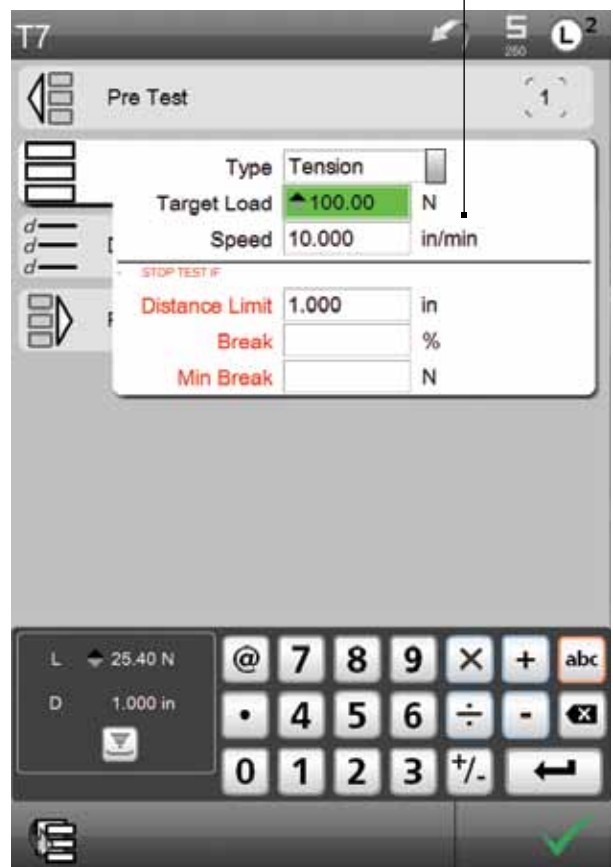 T7
S
250
L 2
Pre Test
1
Type Tension
Target Load 100.00 N
Speed 10.000 in/min
d
d
d
STOP TEST IF
Distance Limit 1.000 in
Break %
Min Break N
L 25.40 N
D 1.000 in
@ 7 8 9 × + abc
. 4 5 6 ÷ -
0 1 2 3 +/-